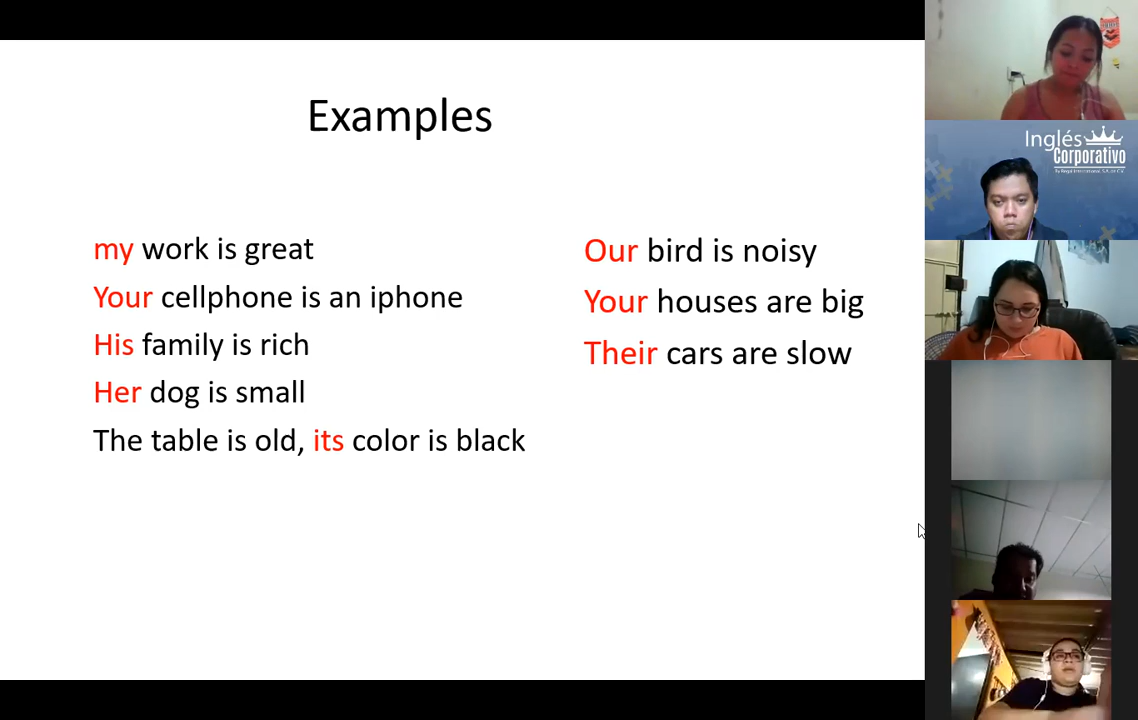 Examples
my work is great
Your cellphone is an iphone
His family is rich
Her dog is small
The table is old, its color is black
Our bird is noisy
Your houses are big
Their cars are slow
Inglés
Corporativo